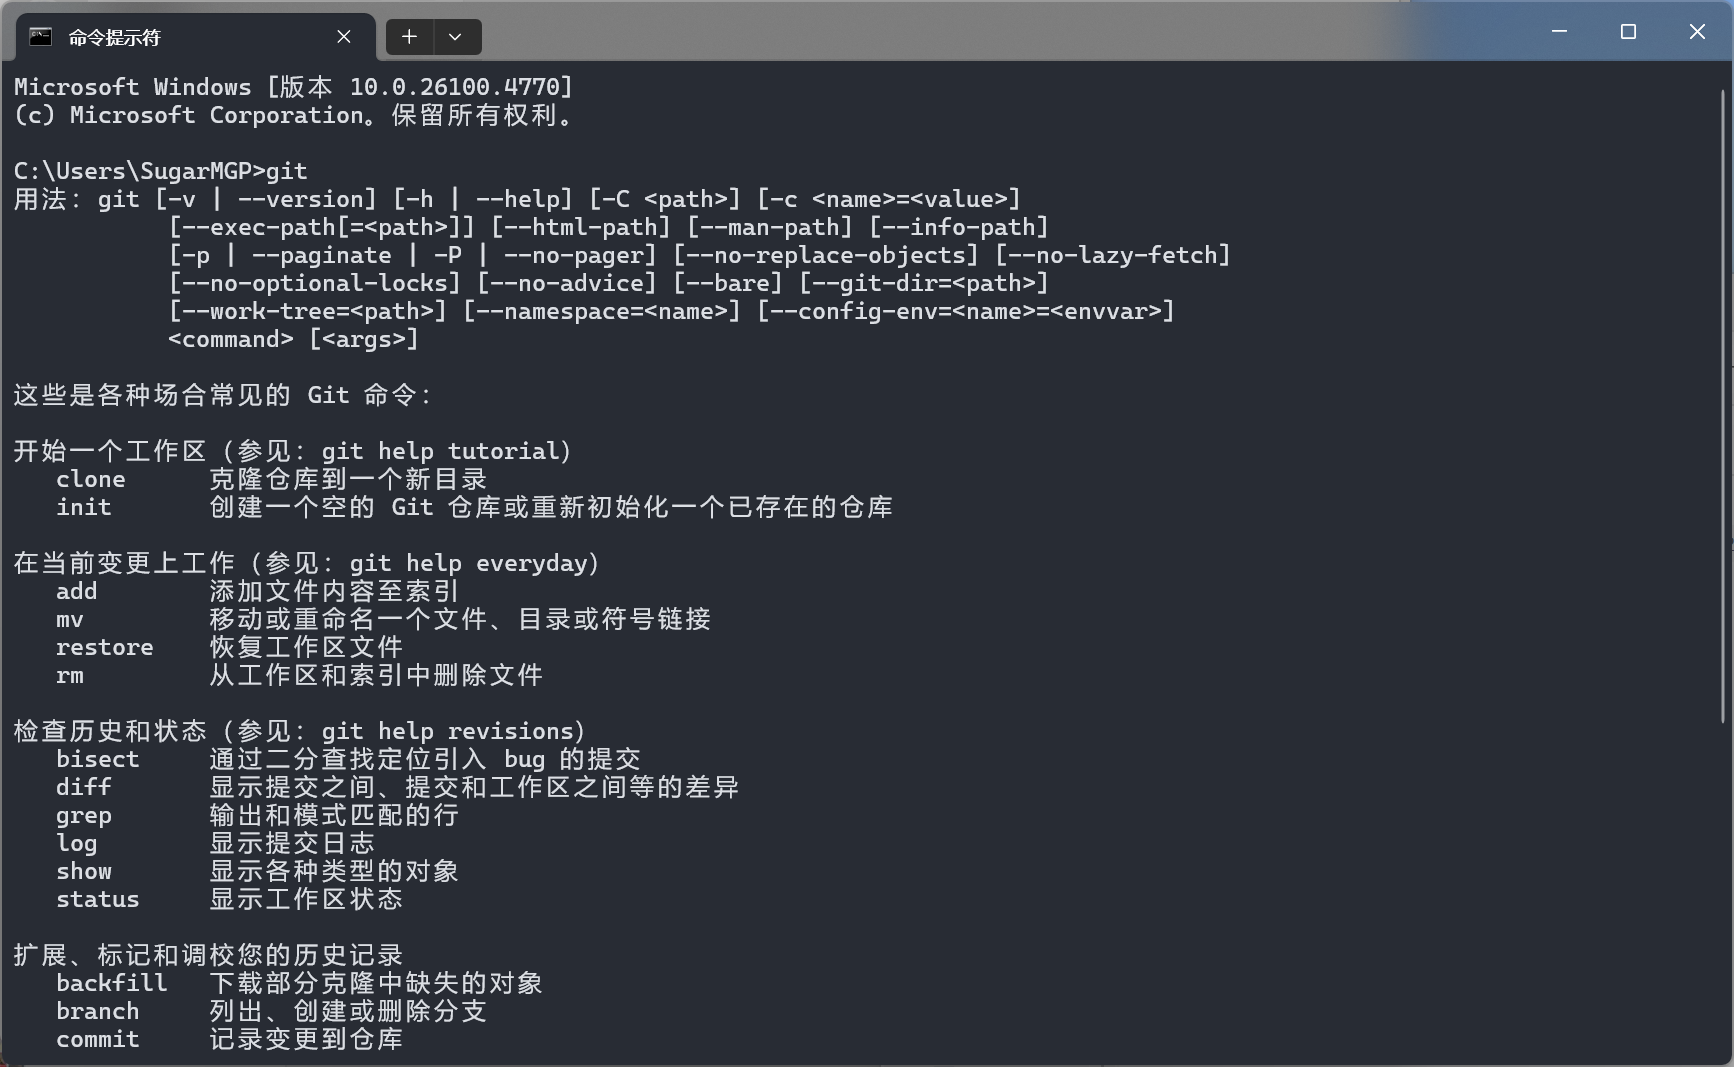 命令提示符
Microsoft Windows [版本 10.0.26100.4770]
(c) Microsoft Corporation。保留所有权利。
C:\Users\SugarMGP>git
用法：git [-v | --version] [-h | --help] [-C <path>] [-c <name>=<value>]
[--exec-path[=<path>]] [--html-path] [--man-path] [--info-path]
[-p | --paginate | -P | --no-pager] [--no-replace-objects] [--no-lazy-fetch]
[--no-optional-locks] [--no-advice] [--bare] [--git-dir=<path>]
[--work-tree=<path>] [--namespace=<name>] [--config-env=<name>=<envvar>]
<command> [<args>]
这些是各种场合常见的 Git 命令：
开始一个工作区（参见：git help tutorial）
clone 克隆仓库到一个新目录
init 创建一个空的 Git 仓库或重新初始化一个已存在的仓库
在当前变更上工作（参见：git help everyday）
add 添加文件内容至索引
mv 移动或重命名一个文件、目录或符号链接
restore 恢复工作区文件
rm 从工作区和索引中删除文件
检查历史和状态（参见：git help revisions）
bisect 通过二分查找定位引入 bug 的提交
diff 显示提交之间、提交和工作区之间等的差异
grep 输出和模式匹配的行
log 显示提交日志
show 显示各种类型的对象
status 显示工作区状态
扩展、标记和调校您的历史记录
backfill 下载部分克隆中缺失的对象
branch 列出、创建或删除分支
commit 记录变更到仓库